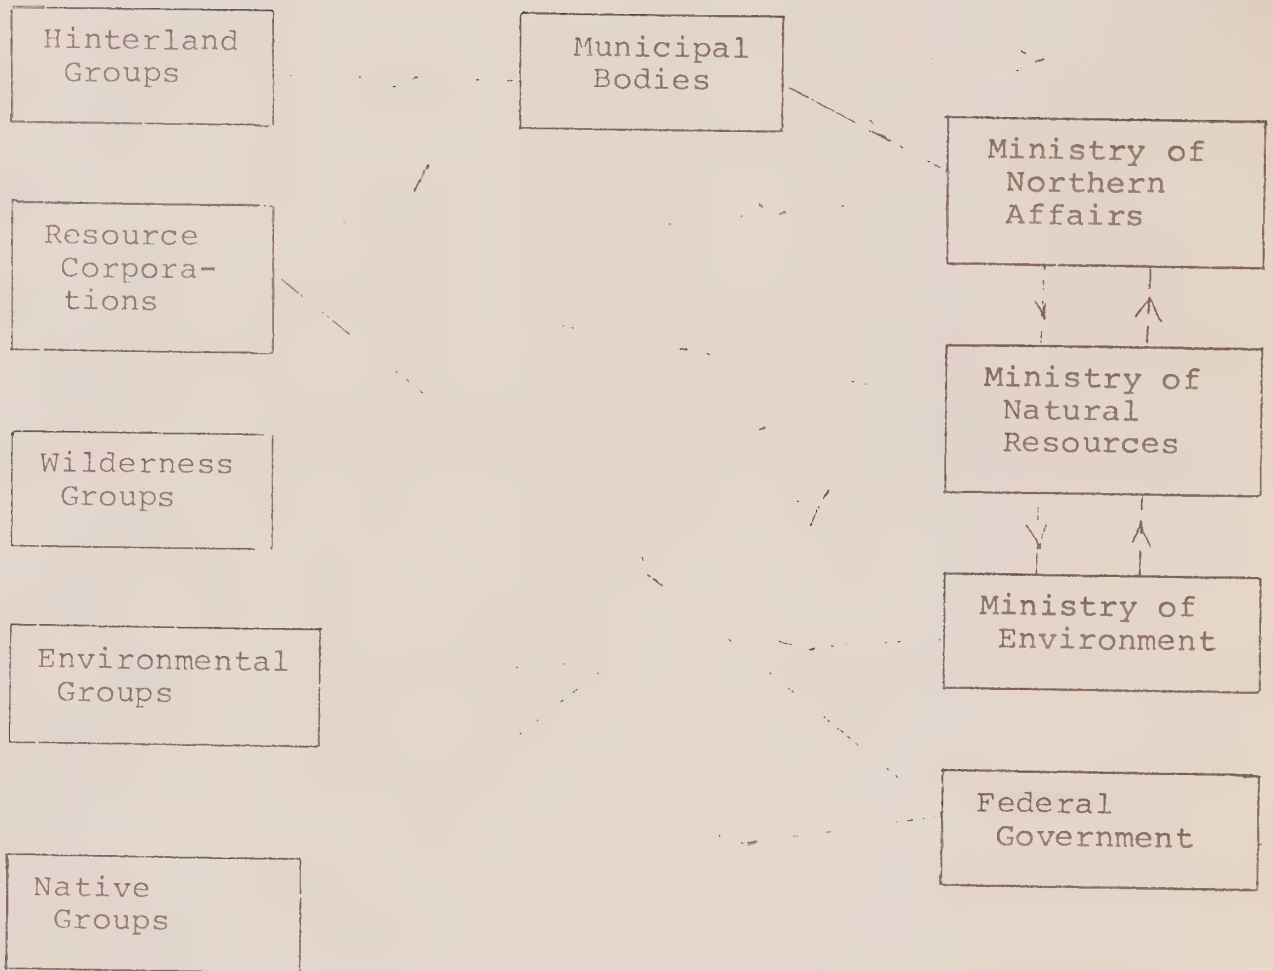 Hinterland
Groups
Municipal
Bodies
Ministry of
Northern
Affairs
Resource
Corpora-
tions
Ministry of
Natural
Resources
Wilderness
Groups
Ministry of
Environment
Environmental
Groups
Federal
Government
Native
Groups